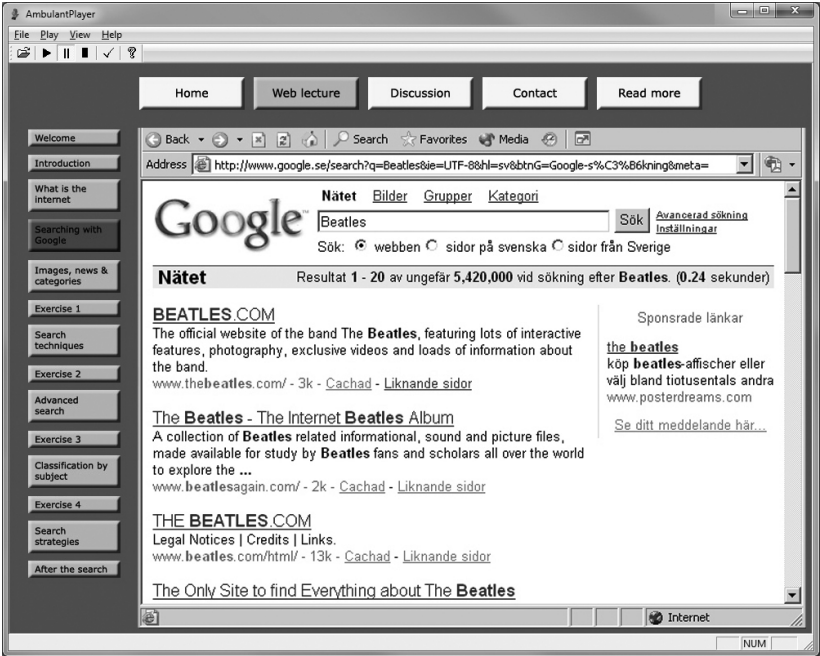 AmbulantPlayer
File Play View Help
Home Web lecture Discussion Contact Read more
Welcome
Introduction
What is the
internet
Searching with
Google
Images, news &
categories
Exercise 1
Search
techniques
Exercise 2
Advanced
search
Exercise 3
Classification by
subject
Exercise 4
Search
strategies
After the search
Back Search Favorites Media
Address http://www.google.se/search?q=Beatles&ie=UTF-8&hl=sv&btnG=Google-s%C3%B6kning&meta=
Google™
Nätet Bilder Grupper Kategori
Beatles Sök
Avancerad sökning
Inställningar
Sök: webben sidor på svenska sidor från Sverige
Nätet Resultat 1 - 20 av ungefär 5,420,000 vid sökning efter Beatles. (0.24 sekunder)
BEATLES.COM
The official website of the band The Beatles, featuring lots of interactive
features, photography, exclusive videos and loads of information about
the band.
www.thebeatles.com/ - 3k - Cachad - Liknande sidor
The Beatles - The Internet Beatles Album
A collection of Beatles related informational, sound and picture files,
made available for study by Beatles fans and scholars all over the world
to explore the ...
www.beatlesagain.com/ - 2k - Cachad - Liknande sidor
THE BEATLES.COM
Legal Notices | Credits | Links.
www.beatles.com/html/ - 13k - Cachad - Liknande sidor
The Only Site to find Everything about The Beatles
Sponsrade länkar
the beatles
köp beatles-affischer eller
välj bland tiotusentals andra
www.posterdreams.com
Se ditt meddelande här...
Internet
NUM